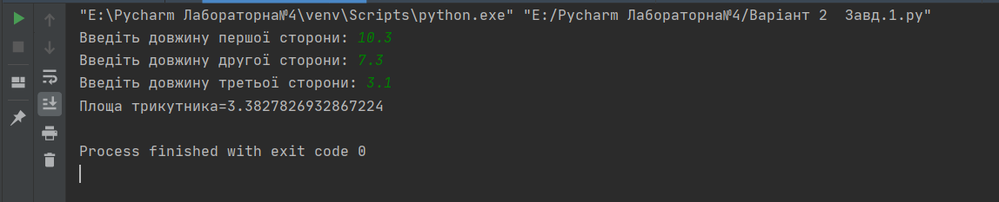 "E:\Pycharm Лабораторна№4\venv\Scripts\python.exe" "E:/Pycharm Лабораторна№4/Варіант 2  Завд.1.py"
Введіть довжину першої сторони: 10.3
Введіть довжину другої сторони: 7.3
Введіть довжину третьої сторони: 3.1
Площа трикутника=3.3827826932867224
Process finished with exit code 0